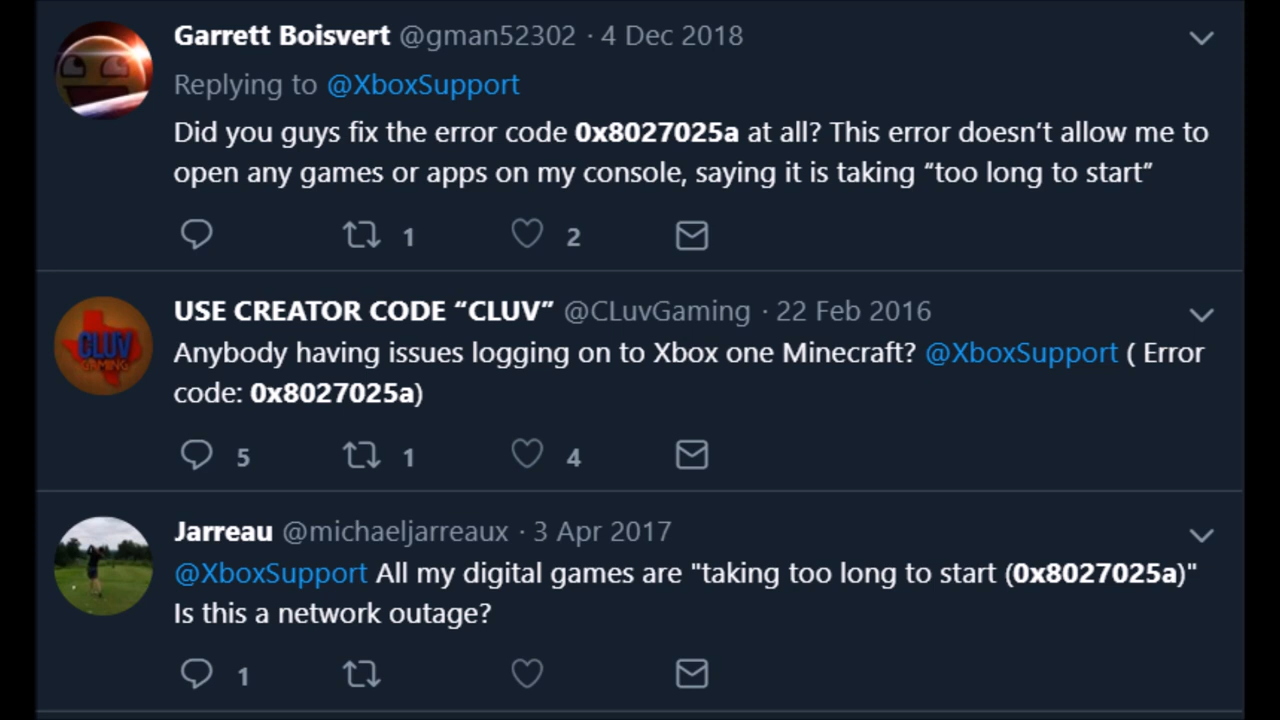 Garrett Boisvert @gman52302 · 4 Dec 2018
Replying to @XboxSupport
Did you guys fix the error code 0x8027025a at all? This error doesn’t allow me to
open any games or apps on my console, saying it is taking “too long to start”
1 2
USE CREATOR CODE “CLUV” @CLuvGaming · 22 Feb 2016
Anybody having issues logging on to Xbox one Minecraft? @XboxSupport ( Error
code: 0x8027025a)
CLUV
GAMING
5 1 4
Jarreau @michaeljarreaux · 3 Apr 2017
@XboxSupport All my digital games are "taking too long to start (0x8027025a)"
Is this a network outage?
1